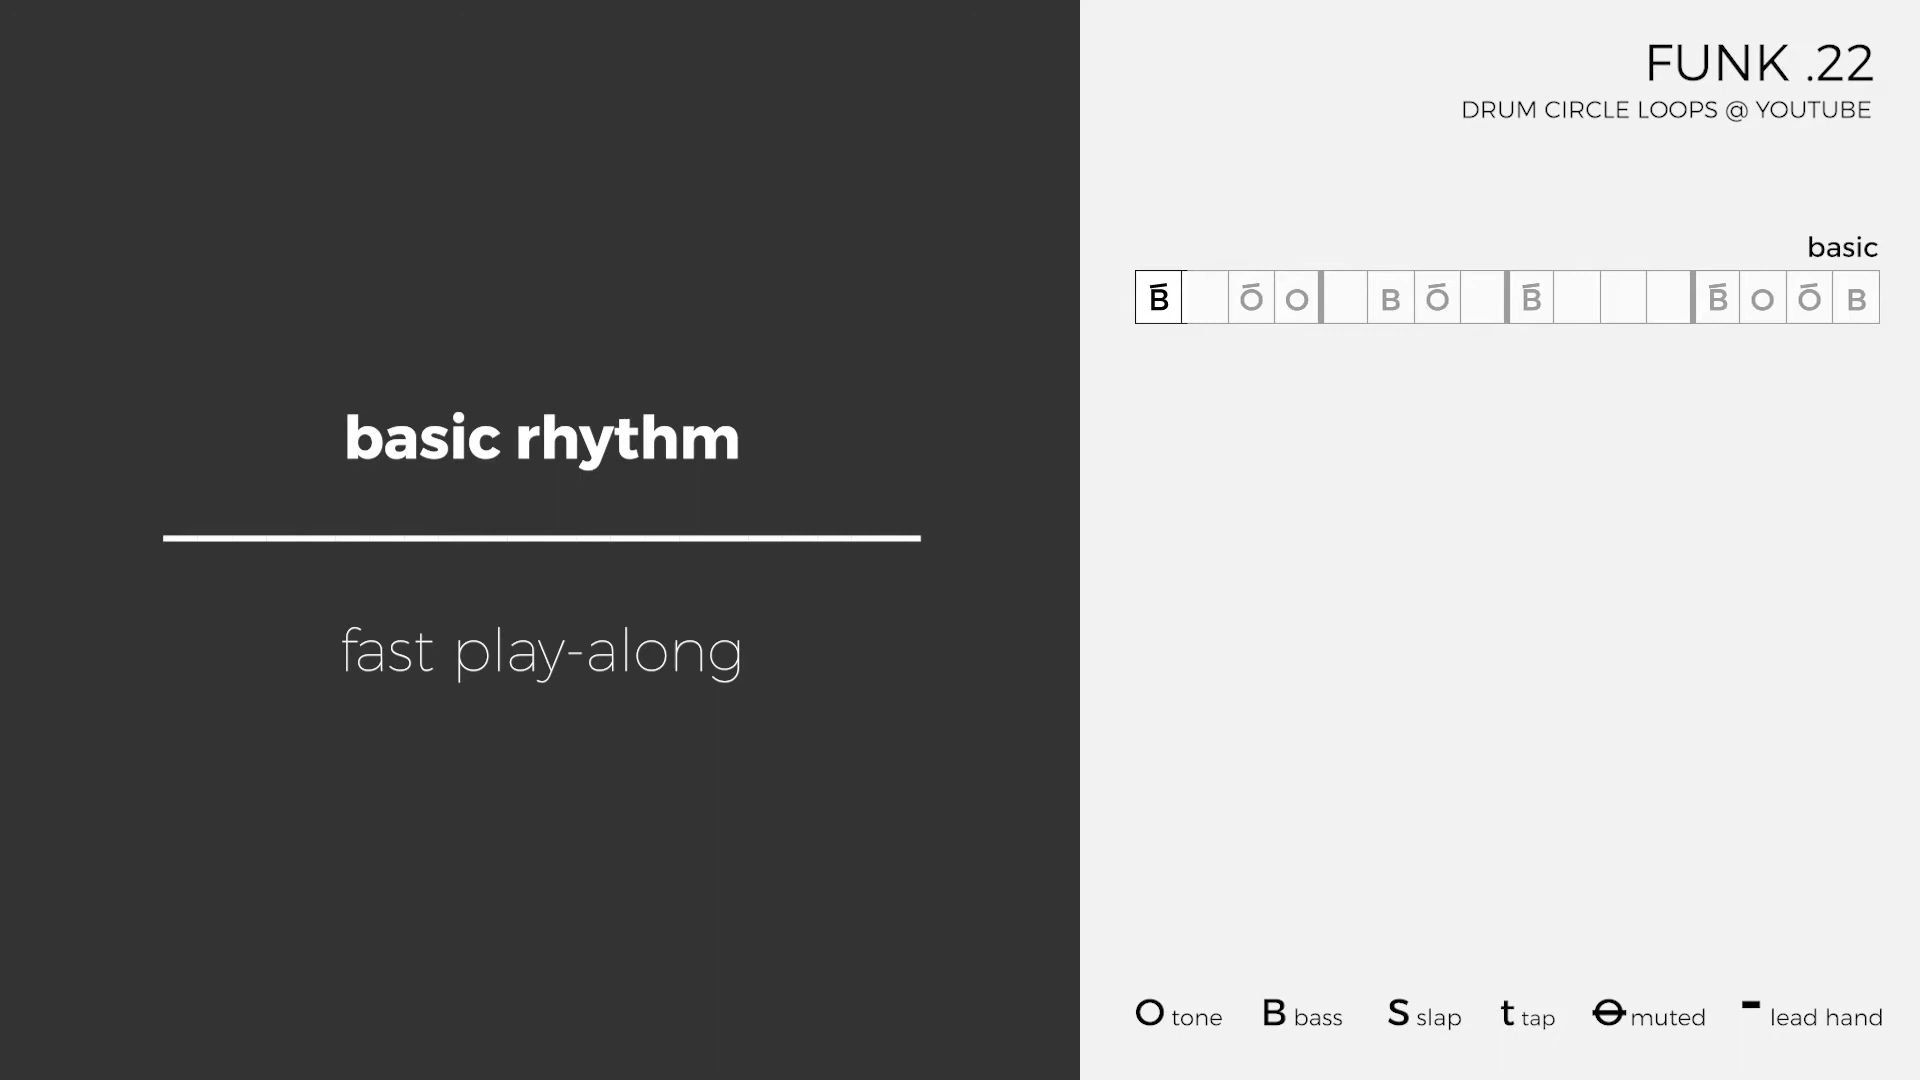 basic rhythm
fast play-along
FUNK .22
DRUM CIRCLE LOOPS @ YOUTUBE
basic
B̄ Ō O B Ō B̄ B̄ O Ō B
O tone B bass S slap t tap O̶ muted - lead hand